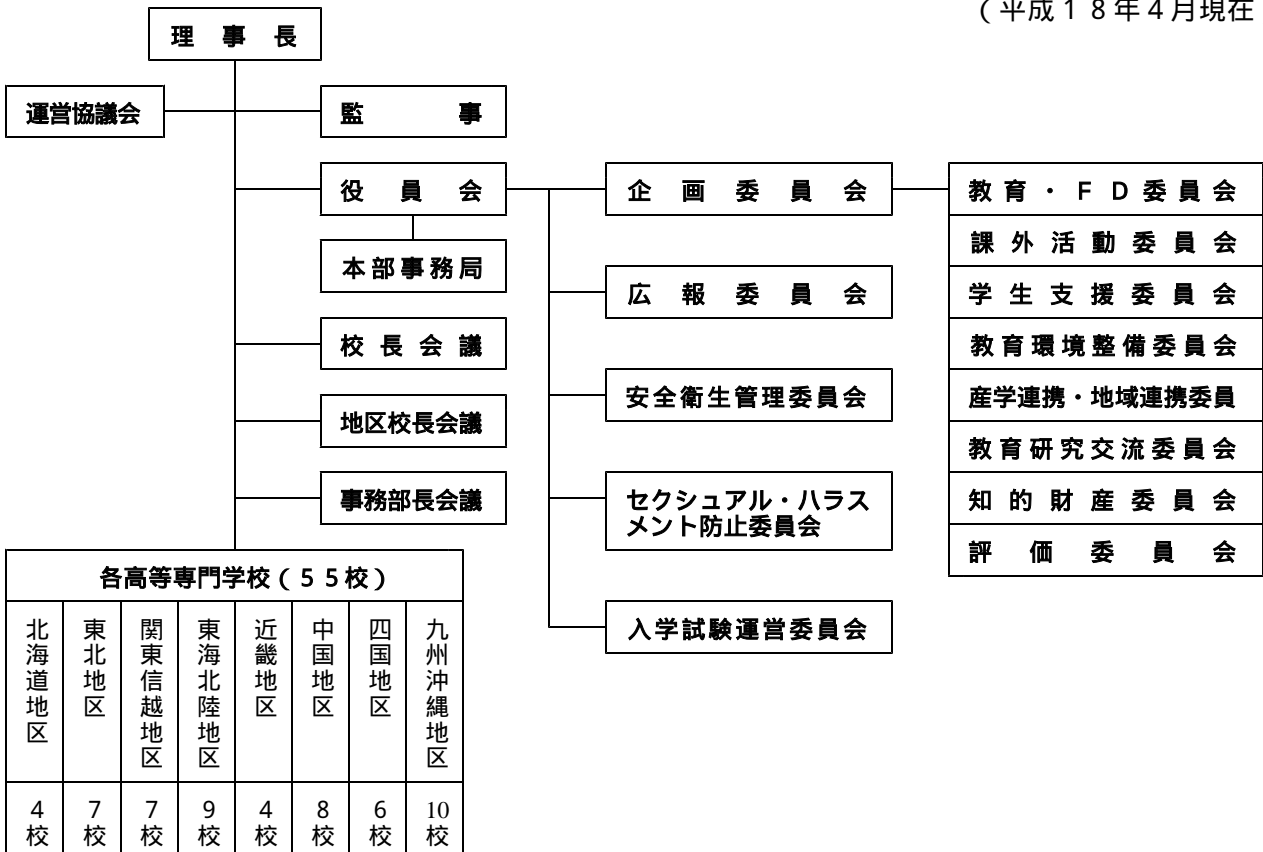 （平成１８年４月現在
理事長
運営協議会
監事
役員会
企画委員会
教育・ＦＤ委員会
課外活動委員会
本部事務局
広報委員会
学生支援委員会
校長会議
教育環境整備委員会
安全衛生管理委員会
産学連携・地域連携委員
地区校長会議
教育研究交流委員会
事務部長会議
セクシュアル・ハラス
メント防止委員会
知的財産委員会
評価委員会
入学試験運営委員会
各高等専門学校（５５校）
北海道地区
東北地区
関東信越地区
東海北陸地区
近畿地区
中国地区
四国地区
九州沖縄地区
4校
7校
7校
9校
4校
8校
6校
10校